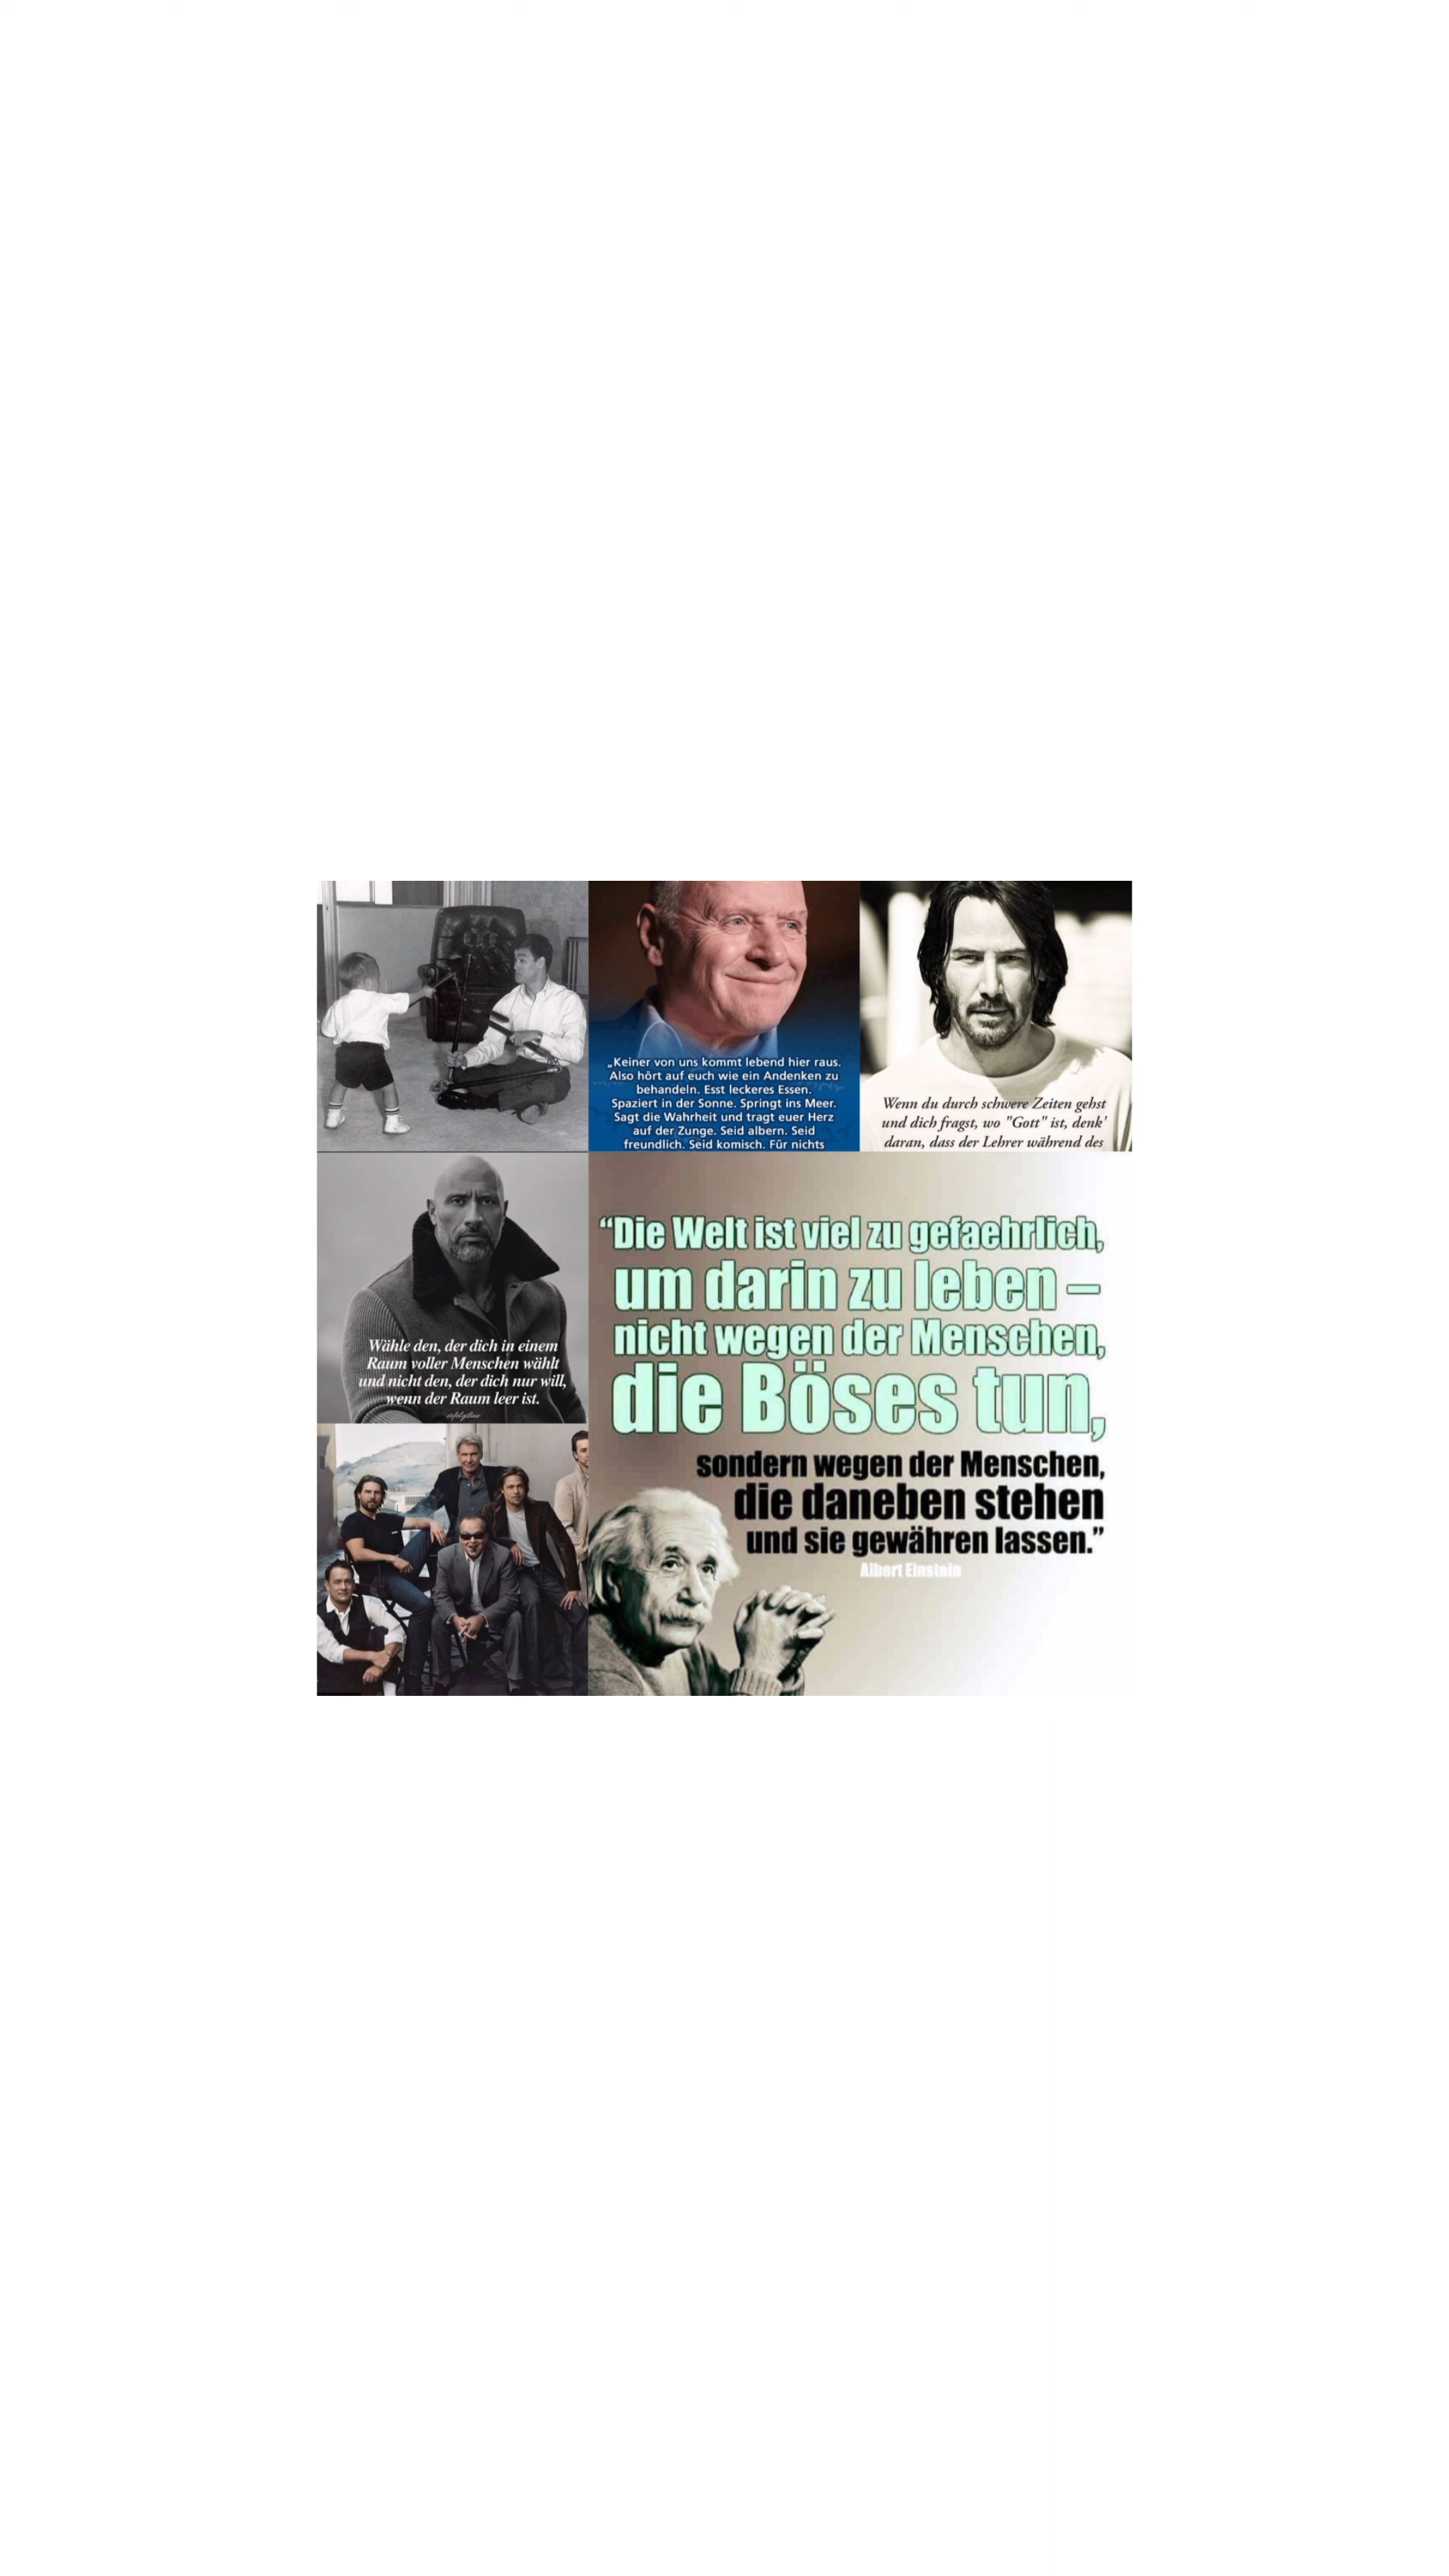 „Keiner von uns kommt lebend hier raus.
Also hört auf euch wie ein Andenken zu
behandeln. Esst leckeres Essen.
Spaziert in der Sonne. Springt ins Meer.
Sagt die Wahrheit und tragt euer Herz
auf der Zunge. Seid albern. Seid
freundlich. Seid komisch. Für nichts
Wenn du durch schwere Zeiten gehst
und dich fragst, wo "Gott" ist, denk'
daran, dass der Lehrer während des
Wähle den, der dich in einem
Raum voller Menschen wählt
und nicht den, der dich nur will,
wenn der Raum leer ist.
“Die Welt ist viel zu gefaehrlich,
um darin zu leben –
nicht wegen der Menschen,
die Böses tun,
sondern wegen der Menschen,
die daneben stehen
und sie gewähren lassen.”
Albert Einstein